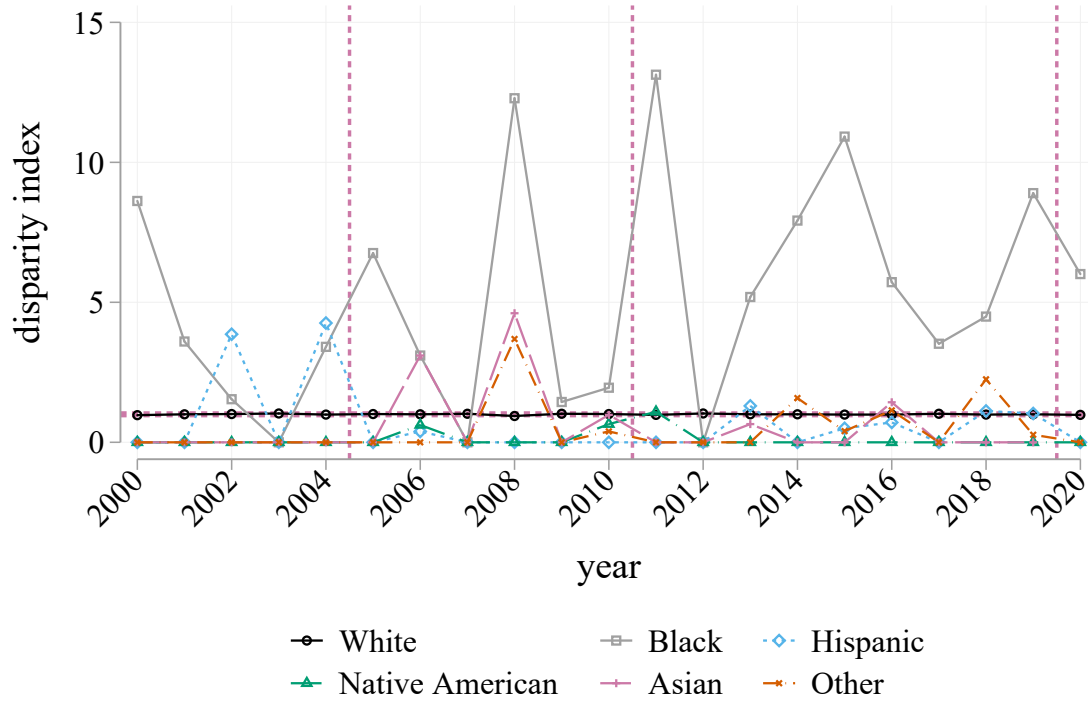 15
10
5
0
disparity index
2000 2002 2004 2006 2008 2010 2012 2014 2016 2018 2020
year
White Black Hispanic
Native American Asian Other